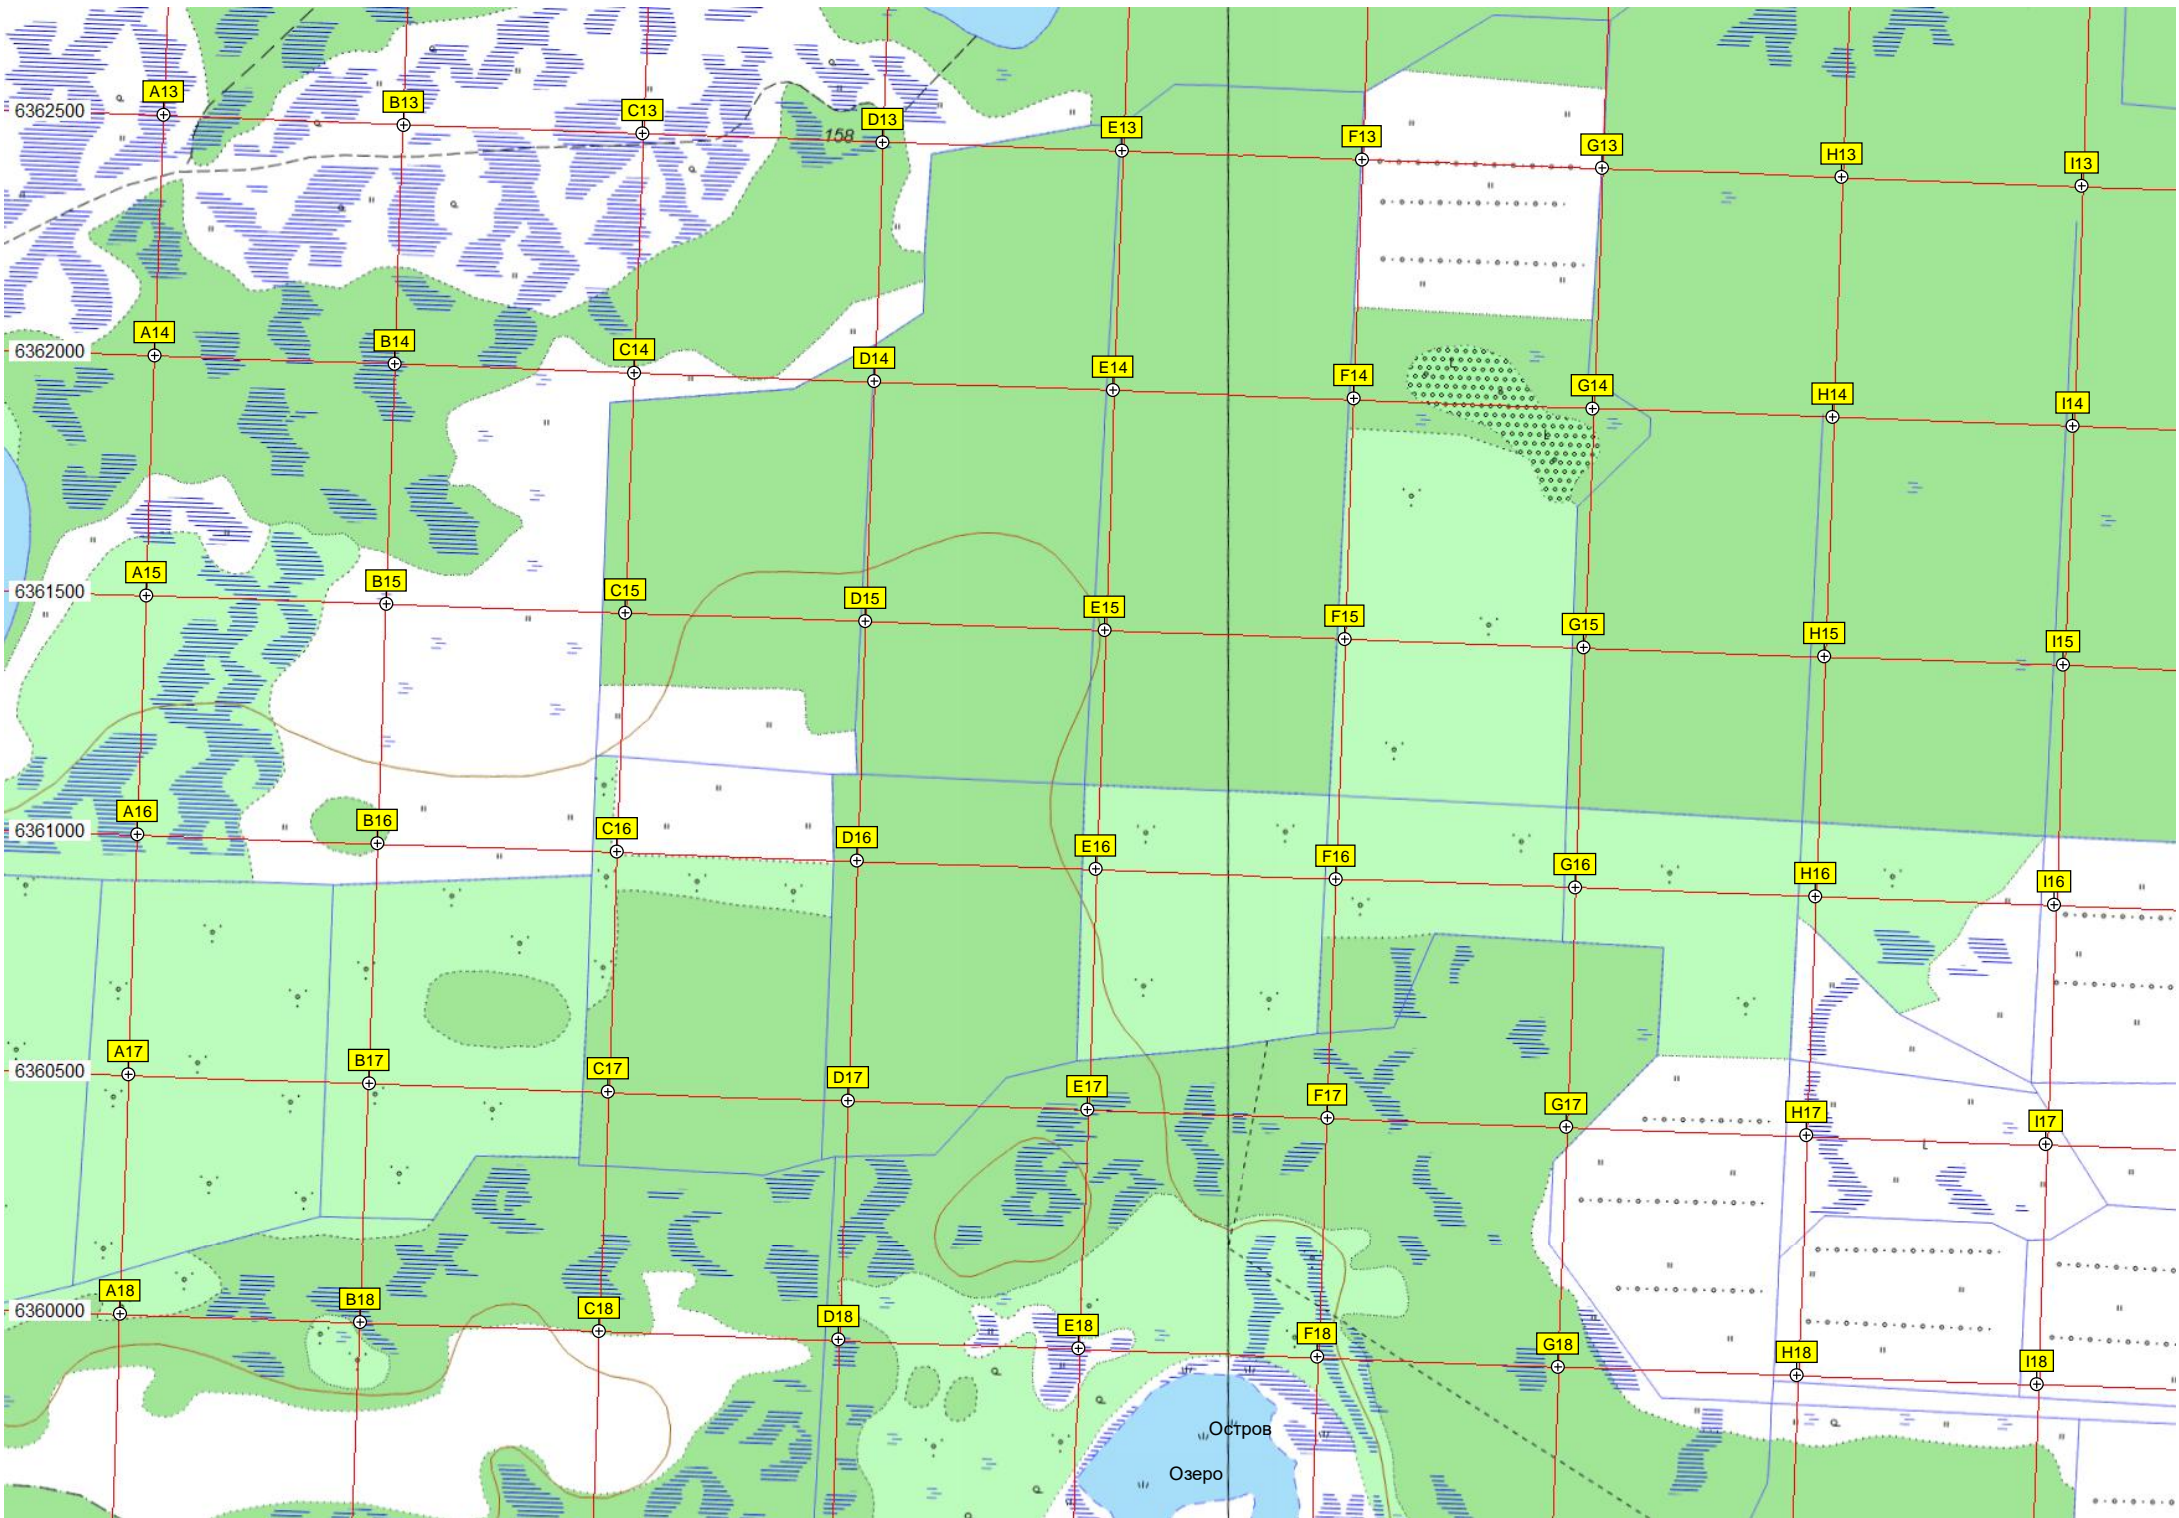 A13
B13
C13
D13
E13
F13
G13
H13
I13
6362500
158
A14
B14
C14
D14
E14
F14
G14
H14
I14
6362000
A15
B15
C15
D15
E15
F15
G15
H15
I15
6361500
A16
B16
C16
D16
E16
F16
G16
H16
I16
6361000
A17
B17
C17
D17
E17
F17
G17
H17
I17
6360500
A18
B18
C18
D18
E18
F18
G18
H18
I18
6360000
Остров
Озеро